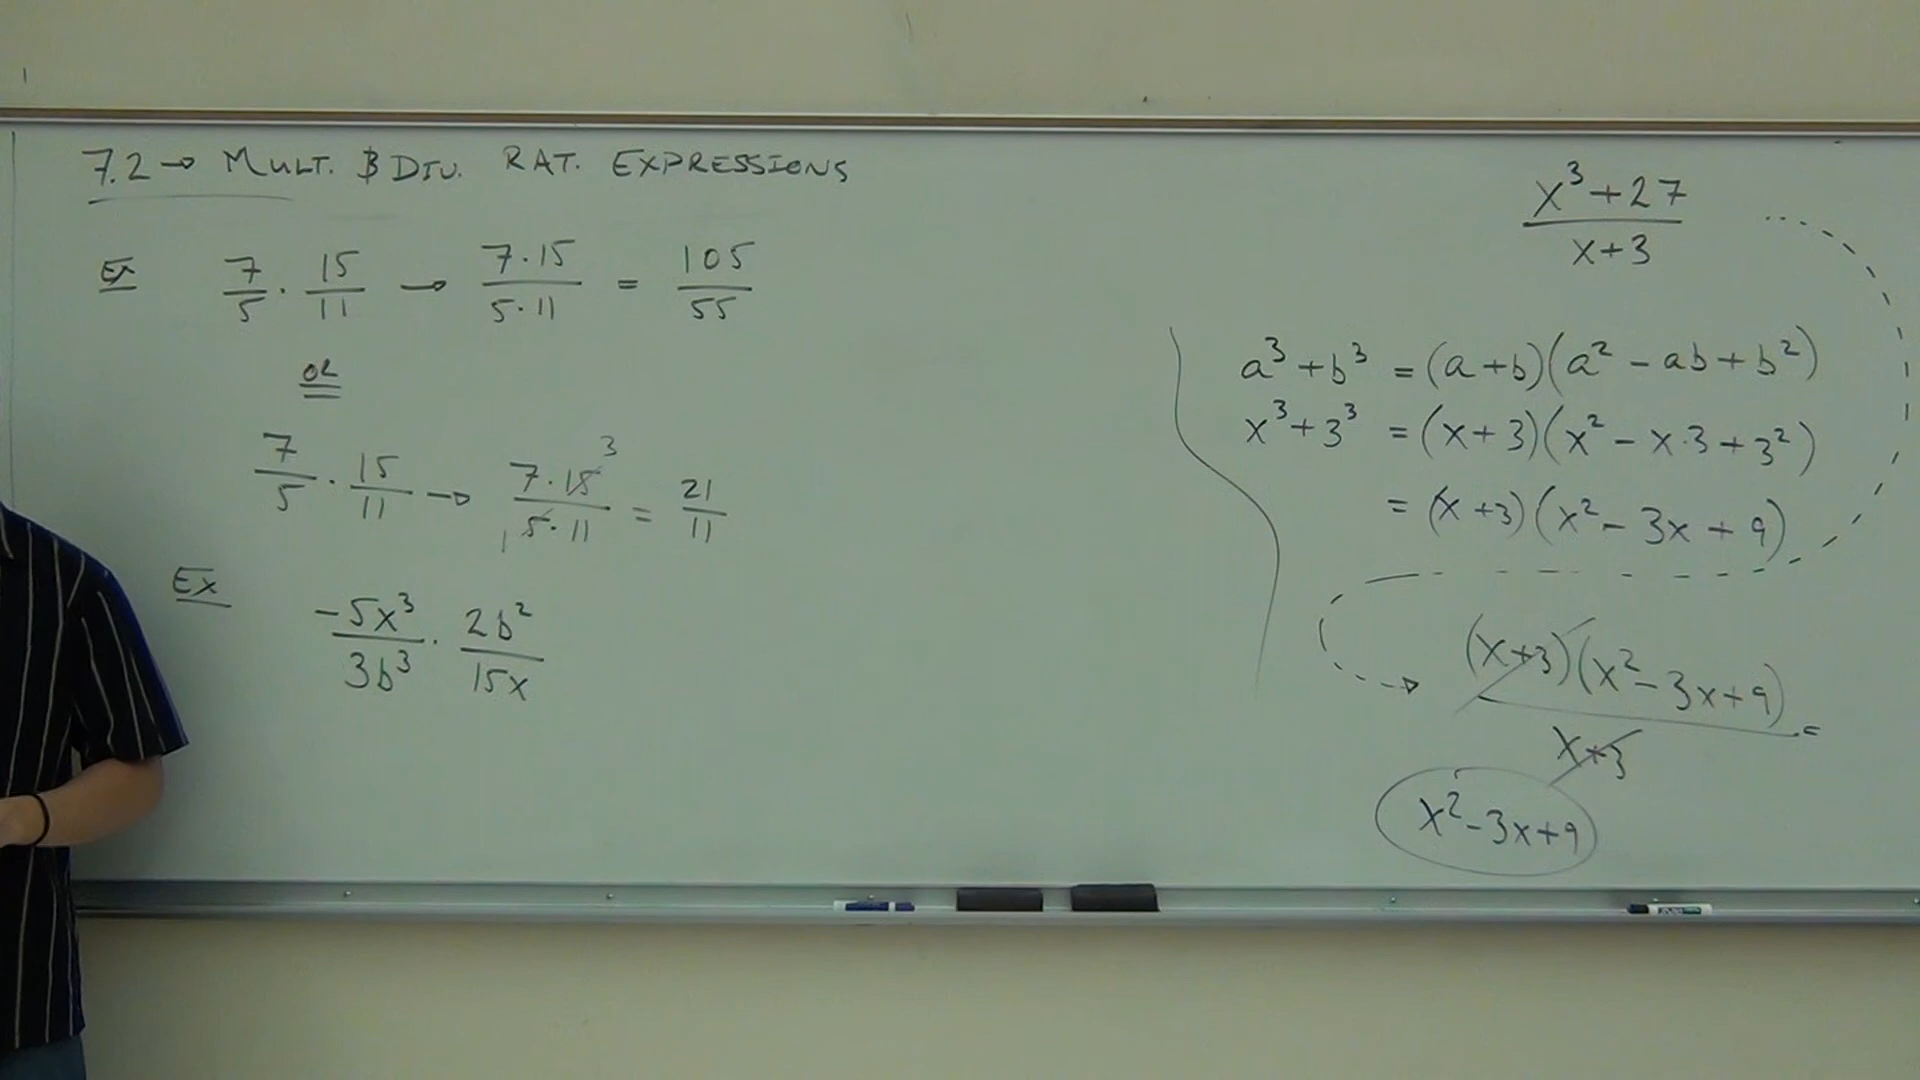 7.2 → MULT. & DIV. RAT. EXPRESSIONS
Ex 7/5 · 15/11 → 7·15/5·11 = 105/55
OR
7/5 · 15/11 → 7·15 3/1 5·11 = 21/11
Ex
-5x³/3b³ · 2b²/15x
x³+27/x+3
a³+b³ = (a+b)(a²-ab+b²)
x³+3³ = (x+3)(x²-x·3+3²)
= (x+3)(x²-3x+9)
(x+3)(x²-3x+9)/x+3 =
x²-3x+9